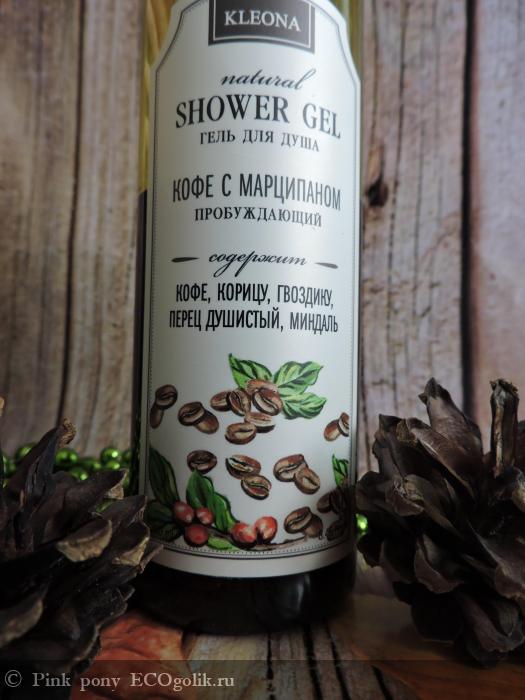 KLEONA
natural
SHOWER GEL
ГЕЛЬ ДЛЯ ДУША
КОФЕ С МАРЦИПАНОМ
ПРОБУЖДАЮЩИЙ
содержит
КОФЕ, КОРИЦУ, ГВОЗДИКУ,
ПЕРЕЦ ДУШИСТЫЙ, МИНДАЛЬ
© Pink pony ECOgolik.ru